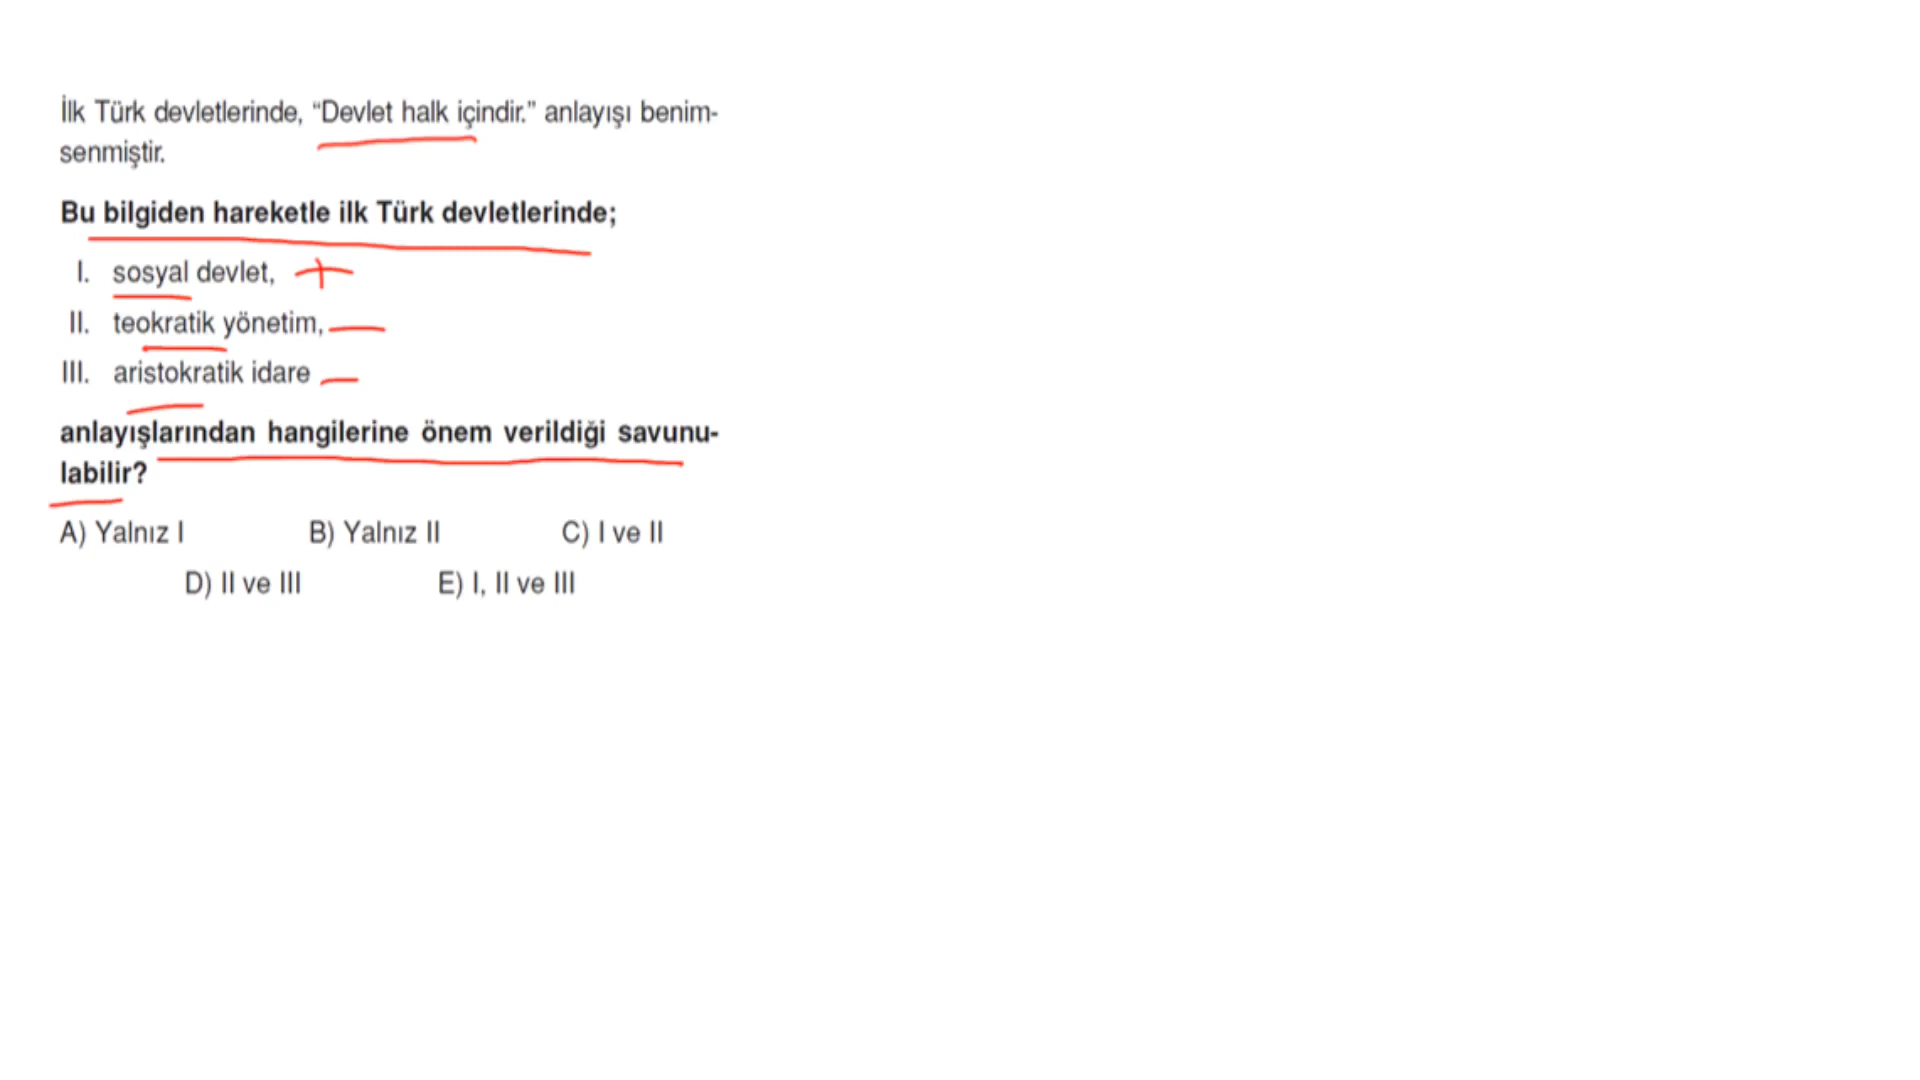 İlk Türk devletlerinde, “Devlet halk içindir.” anlayışı benim-
senmiştir.
Bu bilgiden hareketle ilk Türk devletlerinde;
I. sosyal devlet, +
II. teokratik yönetim, —
III. aristokratik idare —
anlayışlarından hangilerine önem verildiği savunu-
labilir?
A) Yalnız I B) Yalnız II C) I ve II
D) II ve III E) I, II ve III